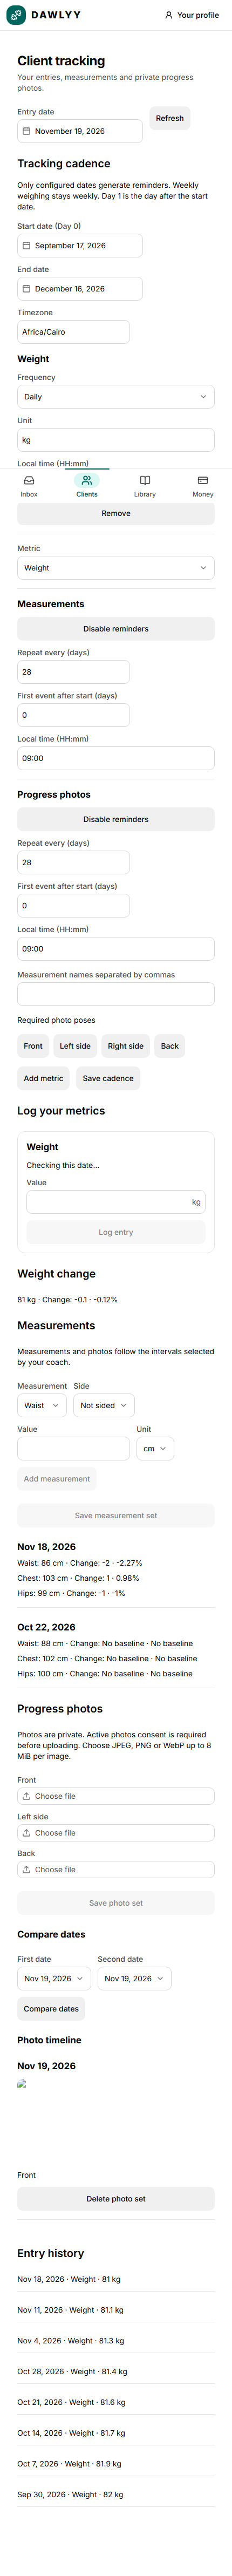 DAWLYY
Your profile
Client tracking
Your entries, measurements and private progress
photos.
Entry date
November 19, 2026
Refresh
Tracking cadence
Only configured dates generate reminders. Weekly
weighing stays weekly. Day 1 is the day after the start
date.
Start date (Day 0)
September 17, 2026
End date
December 16, 2026
Timezone
Africa/Cairo
Weight
Frequency
Daily
Unit
kg
Local time (HH:mm)
Inbox
Clients
Library
Money
Remove
Metric
Weight
Measurements
Disable reminders
Repeat every (days)
28
First event after start (days)
0
Local time (HH:mm)
09:00
Progress photos
Disable reminders
Repeat every (days)
28
First event after start (days)
0
Local time (HH:mm)
09:00
Measurement names separated by commas
Required photo poses
Front
Left side
Right side
Back
Add metric
Save cadence
Log your metrics
Weight
Checking this date...
Value
kg
Log entry
Weight change
81 kg · Change: -0.1 · -0.12%
Measurements
Measurements and photos follow the intervals selected
by your coach.
Measurement
Side
Waist
Not sided
Value
Unit
cm
Add measurement
Save measurement set
Nov 18, 2026
Waist: 86 cm · Change: -2 · -2.27%
Chest: 103 cm · Change: 1 · 0.98%
Hips: 99 cm · Change: -1 · -1%
Oct 22, 2026
Waist: 88 cm · Change: No baseline · No baseline
Chest: 102 cm · Change: No baseline · No baseline
Hips: 100 cm · Change: No baseline · No baseline
Progress photos
Photos are private. Active photos consent is required
before uploading. Choose JPEG, PNG or WebP up to 8
MiB per image.
Front
Choose file
Left side
Choose file
Back
Choose file
Save photo set
Compare dates
First date
Second date
Nov 19, 2026
Nov 19, 2026
Compare dates
Photo timeline
Nov 19, 2026
Front
Delete photo set
Entry history
Nov 18, 2026 · Weight · 81 kg
Nov 11, 2026 · Weight · 81.1 kg
Nov 4, 2026 · Weight · 81.3 kg
Oct 28, 2026 · Weight · 81.4 kg
Oct 21, 2026 · Weight · 81.6 kg
Oct 14, 2026 · Weight · 81.7 kg
Oct 7, 2026 · Weight · 81.9 kg
Sep 30, 2026 · Weight · 82 kg